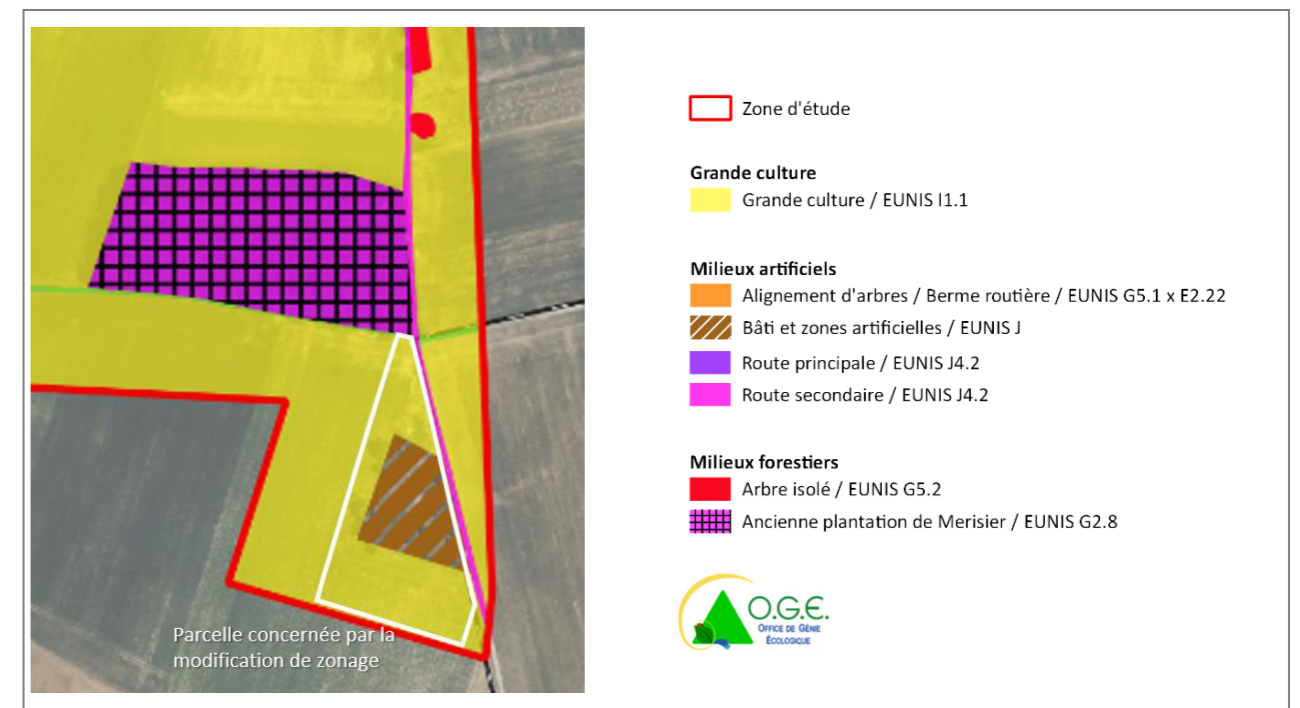 Zone d'étude
Grande culture
Grande culture / EUNIS I1.1
Milieux artificiels
Alignement d'arbres / Berme routière / EUNIS G5.1 x E2.22
Bâti et zones artificielles / EUNIS J
Route principale / EUNIS J4.2
Route secondaire / EUNIS J4.2
Milieux forestiers
Arbre isolé / EUNIS G5.2
Ancienne plantation de Merisier / EUNIS G2.8
O.G.E.
OFFICE DE GÉNIE
ÉCOLOGIQUE
Parcelle concernée par la
modification de zonage